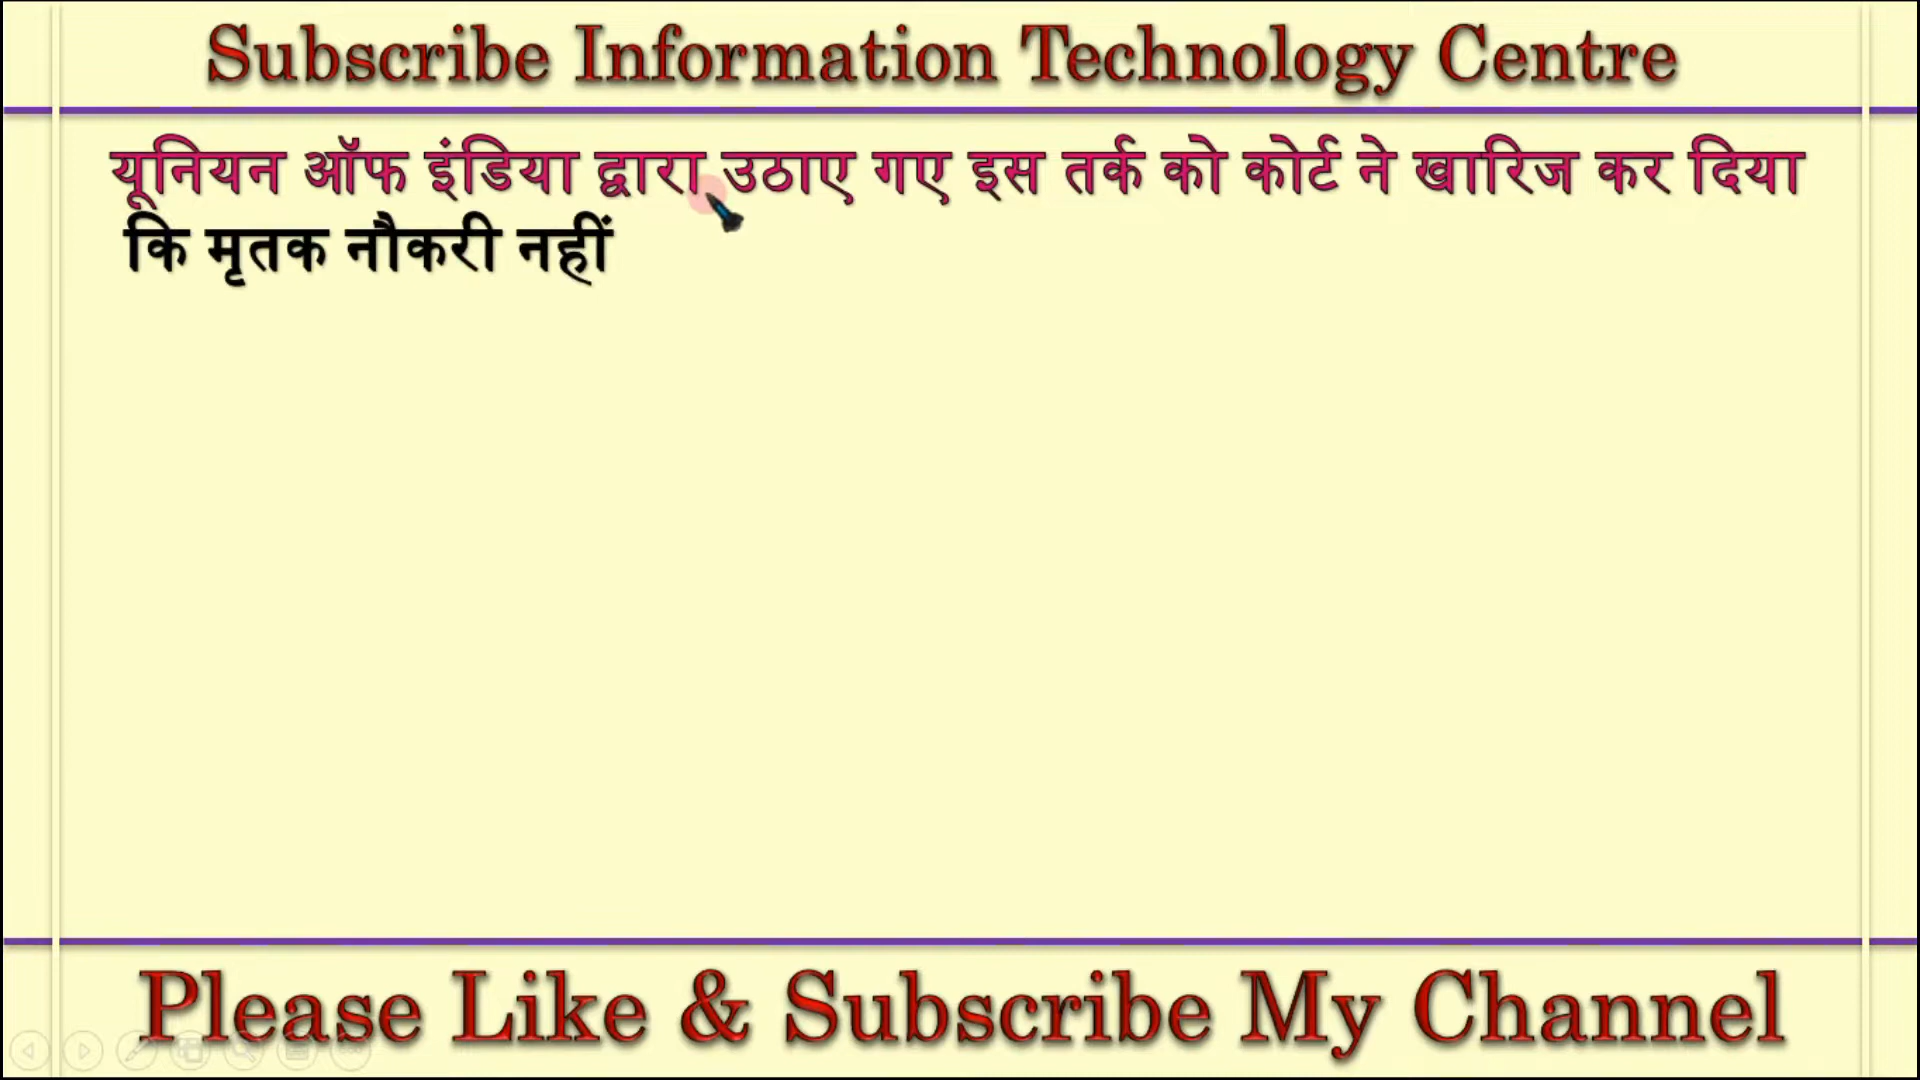 Subscribe Information Technology Centre
यूनियन ऑफ इंडिया द्वारा उठाए गए इस तर्क को कोर्ट ने खारिज कर दिया
कि मृतक नौकरी नहीं
Please Like & Subscribe My Channel